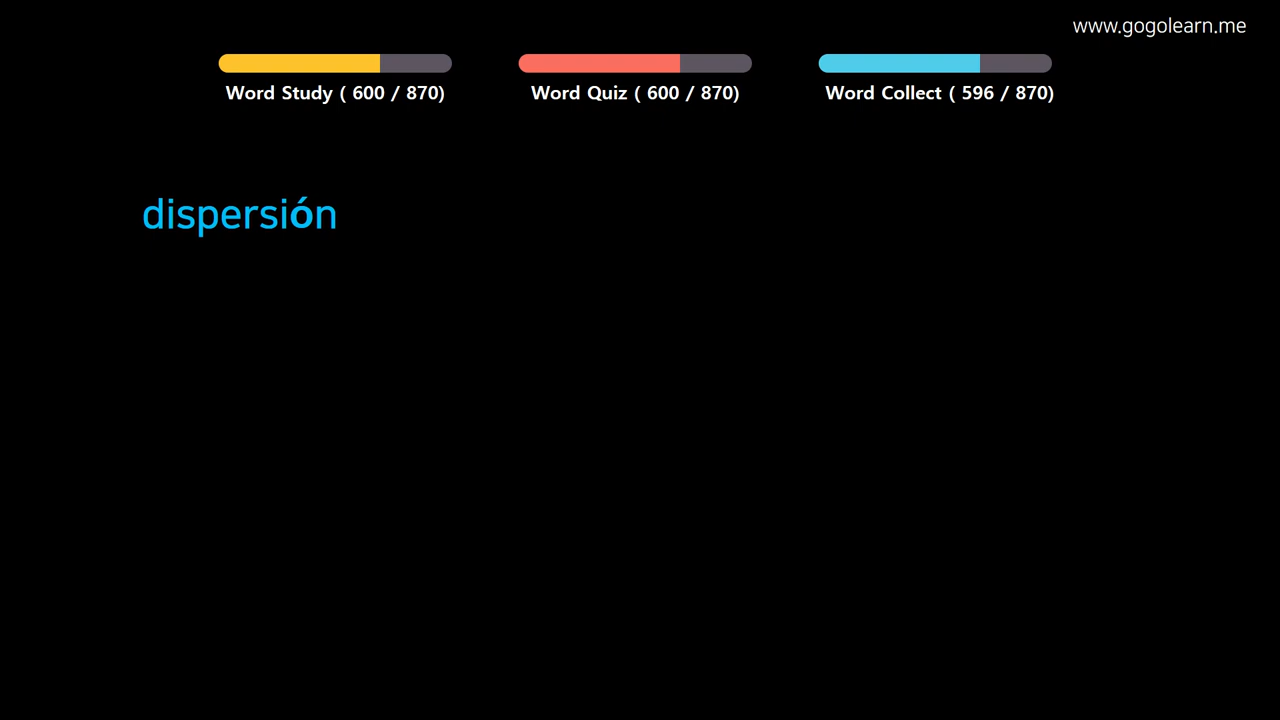 www.gogolearn.me
Word Study ( 600 / 870)
Word Quiz ( 600 / 870)
Word Collect ( 596 / 870)
dispersión